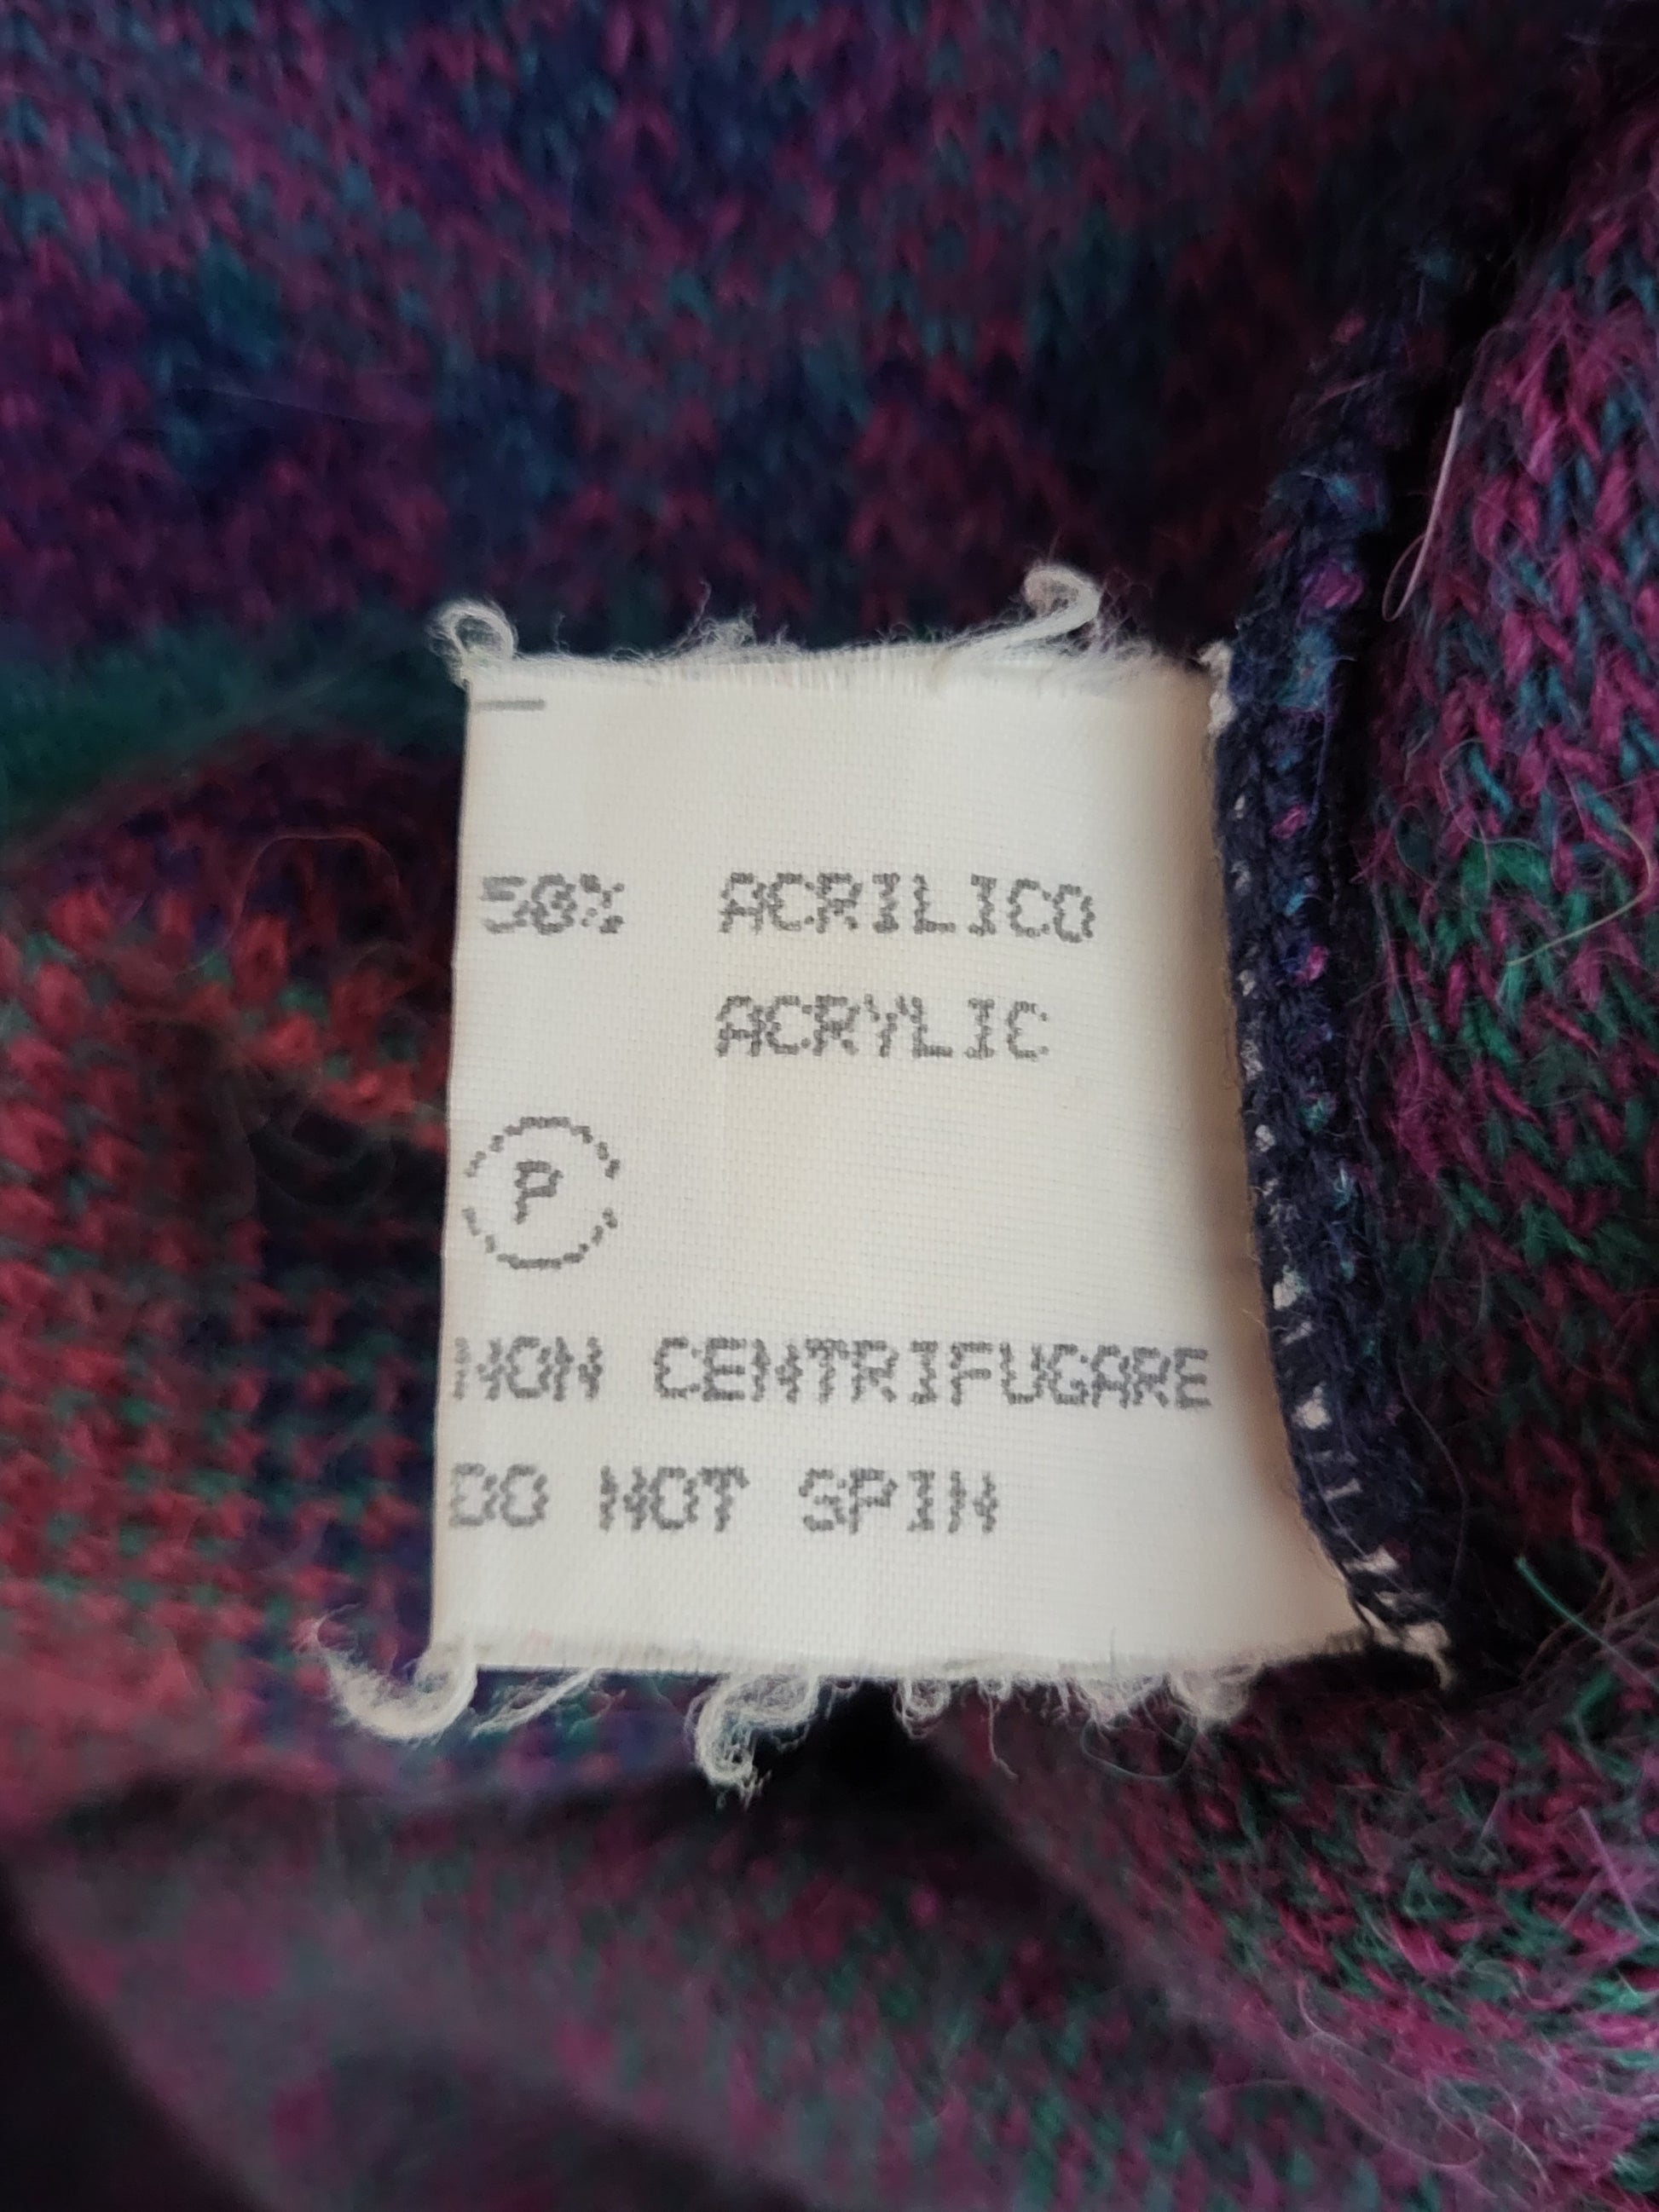 50% ACRILICO
ACRYLIC
P
NON CENTRIFUGARE
DO NOT SPIN